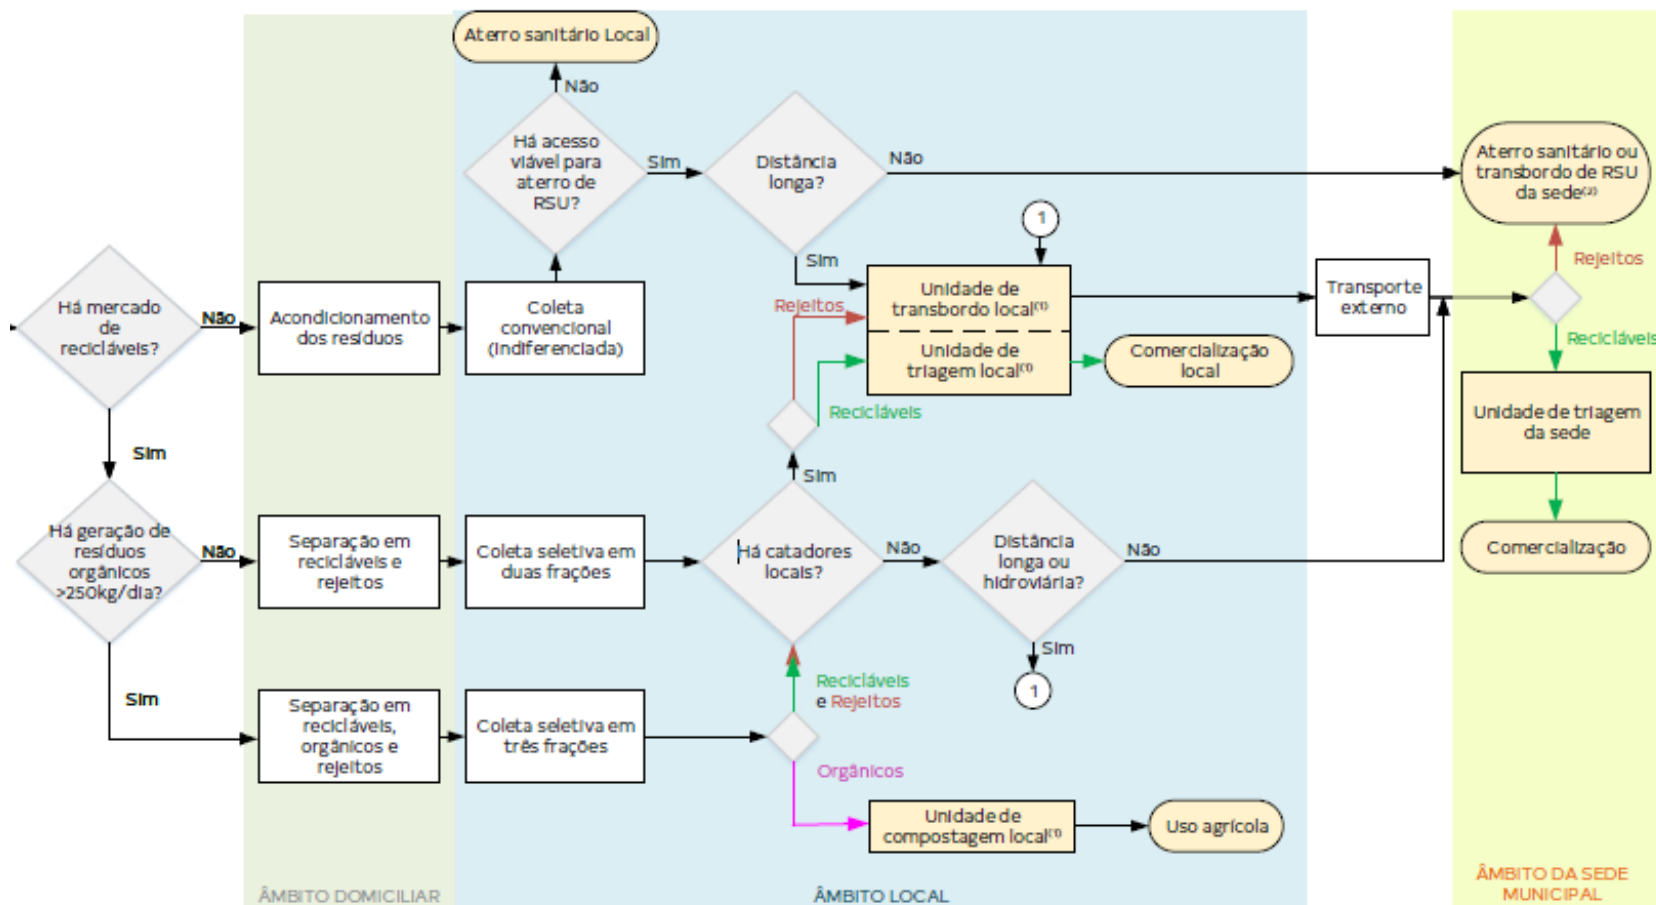 Aterro sanitário Local
Não
Há acesso
viável para
aterro de
RSU?
Sim
Distância
longa?
Não
Aterro sanitário ou
transbordo de RSU
da sede⁽²⁾
1
Sim
Rejeitos
Há mercado
de
recicláveis?
Não
Acondicionamento
dos resíduos
Coleta
convencional
(indiferenciada)
Rejeitos
Unidade de
transbordo local⁽¹⁾
Unidade de
triagem local⁽¹⁾
Transporte
externo
Comercialização
local
Recicláveis
Recicláveis
Unidade de triagem
da sede
Sim
Sim
Há geração de
resíduos
orgânicos
>250kg/dia?
Não
Separação em
recicláveis e
rejeitos
Coleta seletiva em
duas frações
Há catadores
locais?
Não
Distância
longa ou
hidroviária?
Não
Comercialização
Sim
1
Sim
Separação em
recicláveis,
orgânicos e
rejeitos
Coleta seletiva em
três frações
Recicláveis
e Rejeitos
Orgânicos
Unidade de
compostagem local⁽¹⁾
Uso agrícola
ÂMBITO DOMICILIAR
ÂMBITO LOCAL
ÂMBITO DA SEDE
MUNICIPAL